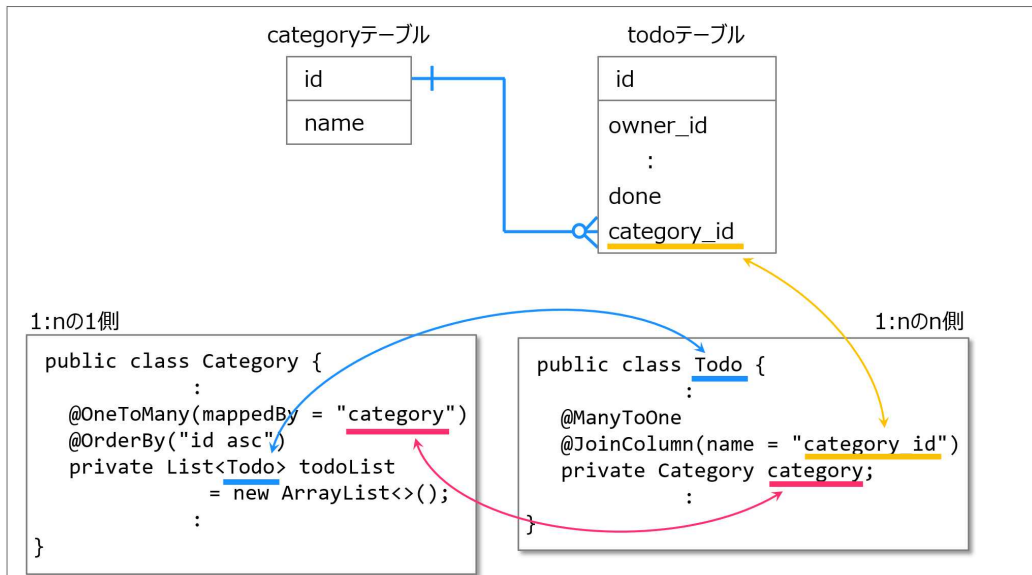 categoryテーブル
id
name
todoテーブル
id
owner_id
:
done
category_id
1:nの1側
public class Category {
:
@OneToMany(mappedBy = "category")
@OrderBy("id asc")
private List<Todo> todoList
= new ArrayList<>();
:
}
1:nのn側
public class Todo {
:
@ManyToOne
@JoinColumn(name = "category_id")
private Category category;
:
}